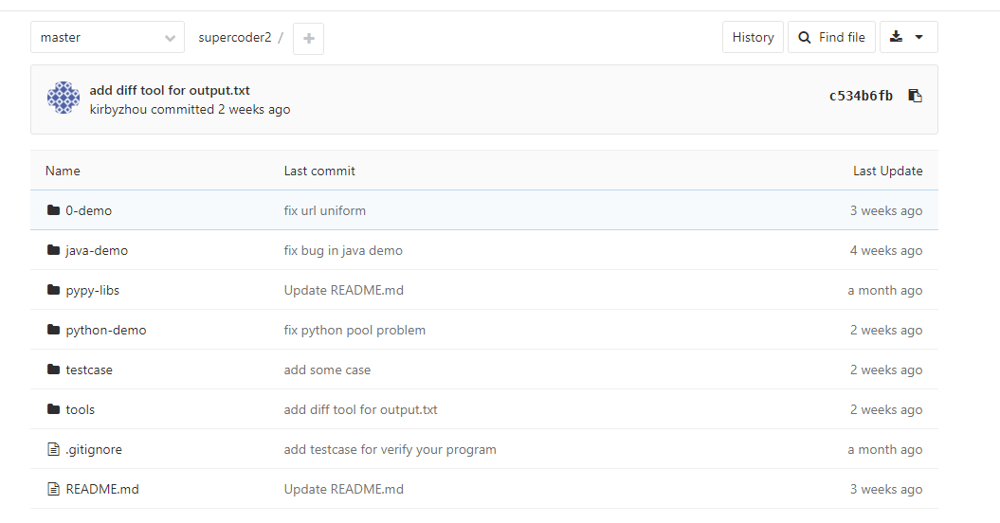 master supercoder2 / + History Find file
add diff tool for output.txt
kirbyzhou committed 2 weeks ago c534b6fb
Name Last commit Last Update
0-demo fix url uniform 3 weeks ago
java-demo fix bug in java demo 4 weeks ago
pypy-libs Update README.md a month ago
python-demo fix python pool problem 2 weeks ago
testcase add some case 2 weeks ago
tools add diff tool for output.txt 2 weeks ago
.gitignore add testcase for verify your program a month ago
README.md Update README.md 3 weeks ago